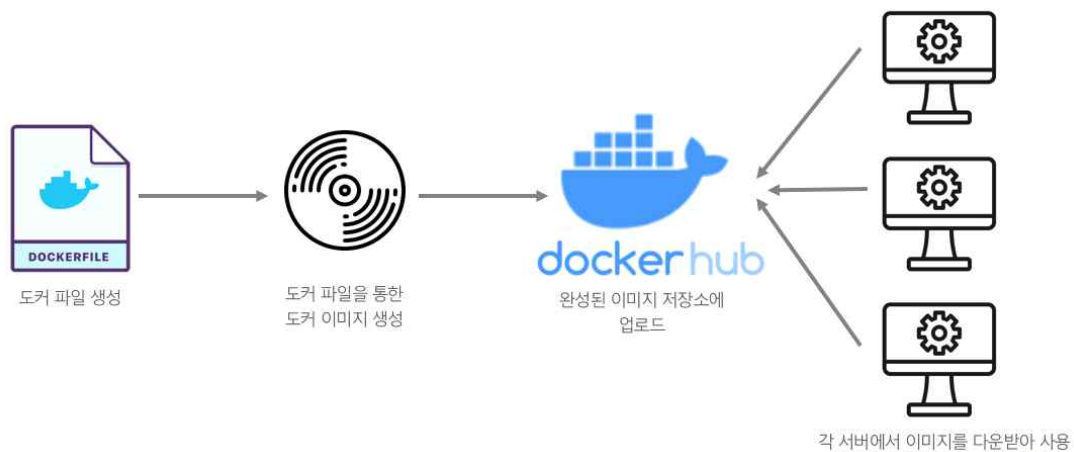 DOCKERFILE
도커 파일 생성
도커 파일을 통한
도커 이미지 생성
docker hub
완성된 이미지 저장소에
업로드
각 서버에서 이미지를 다운받아 사용